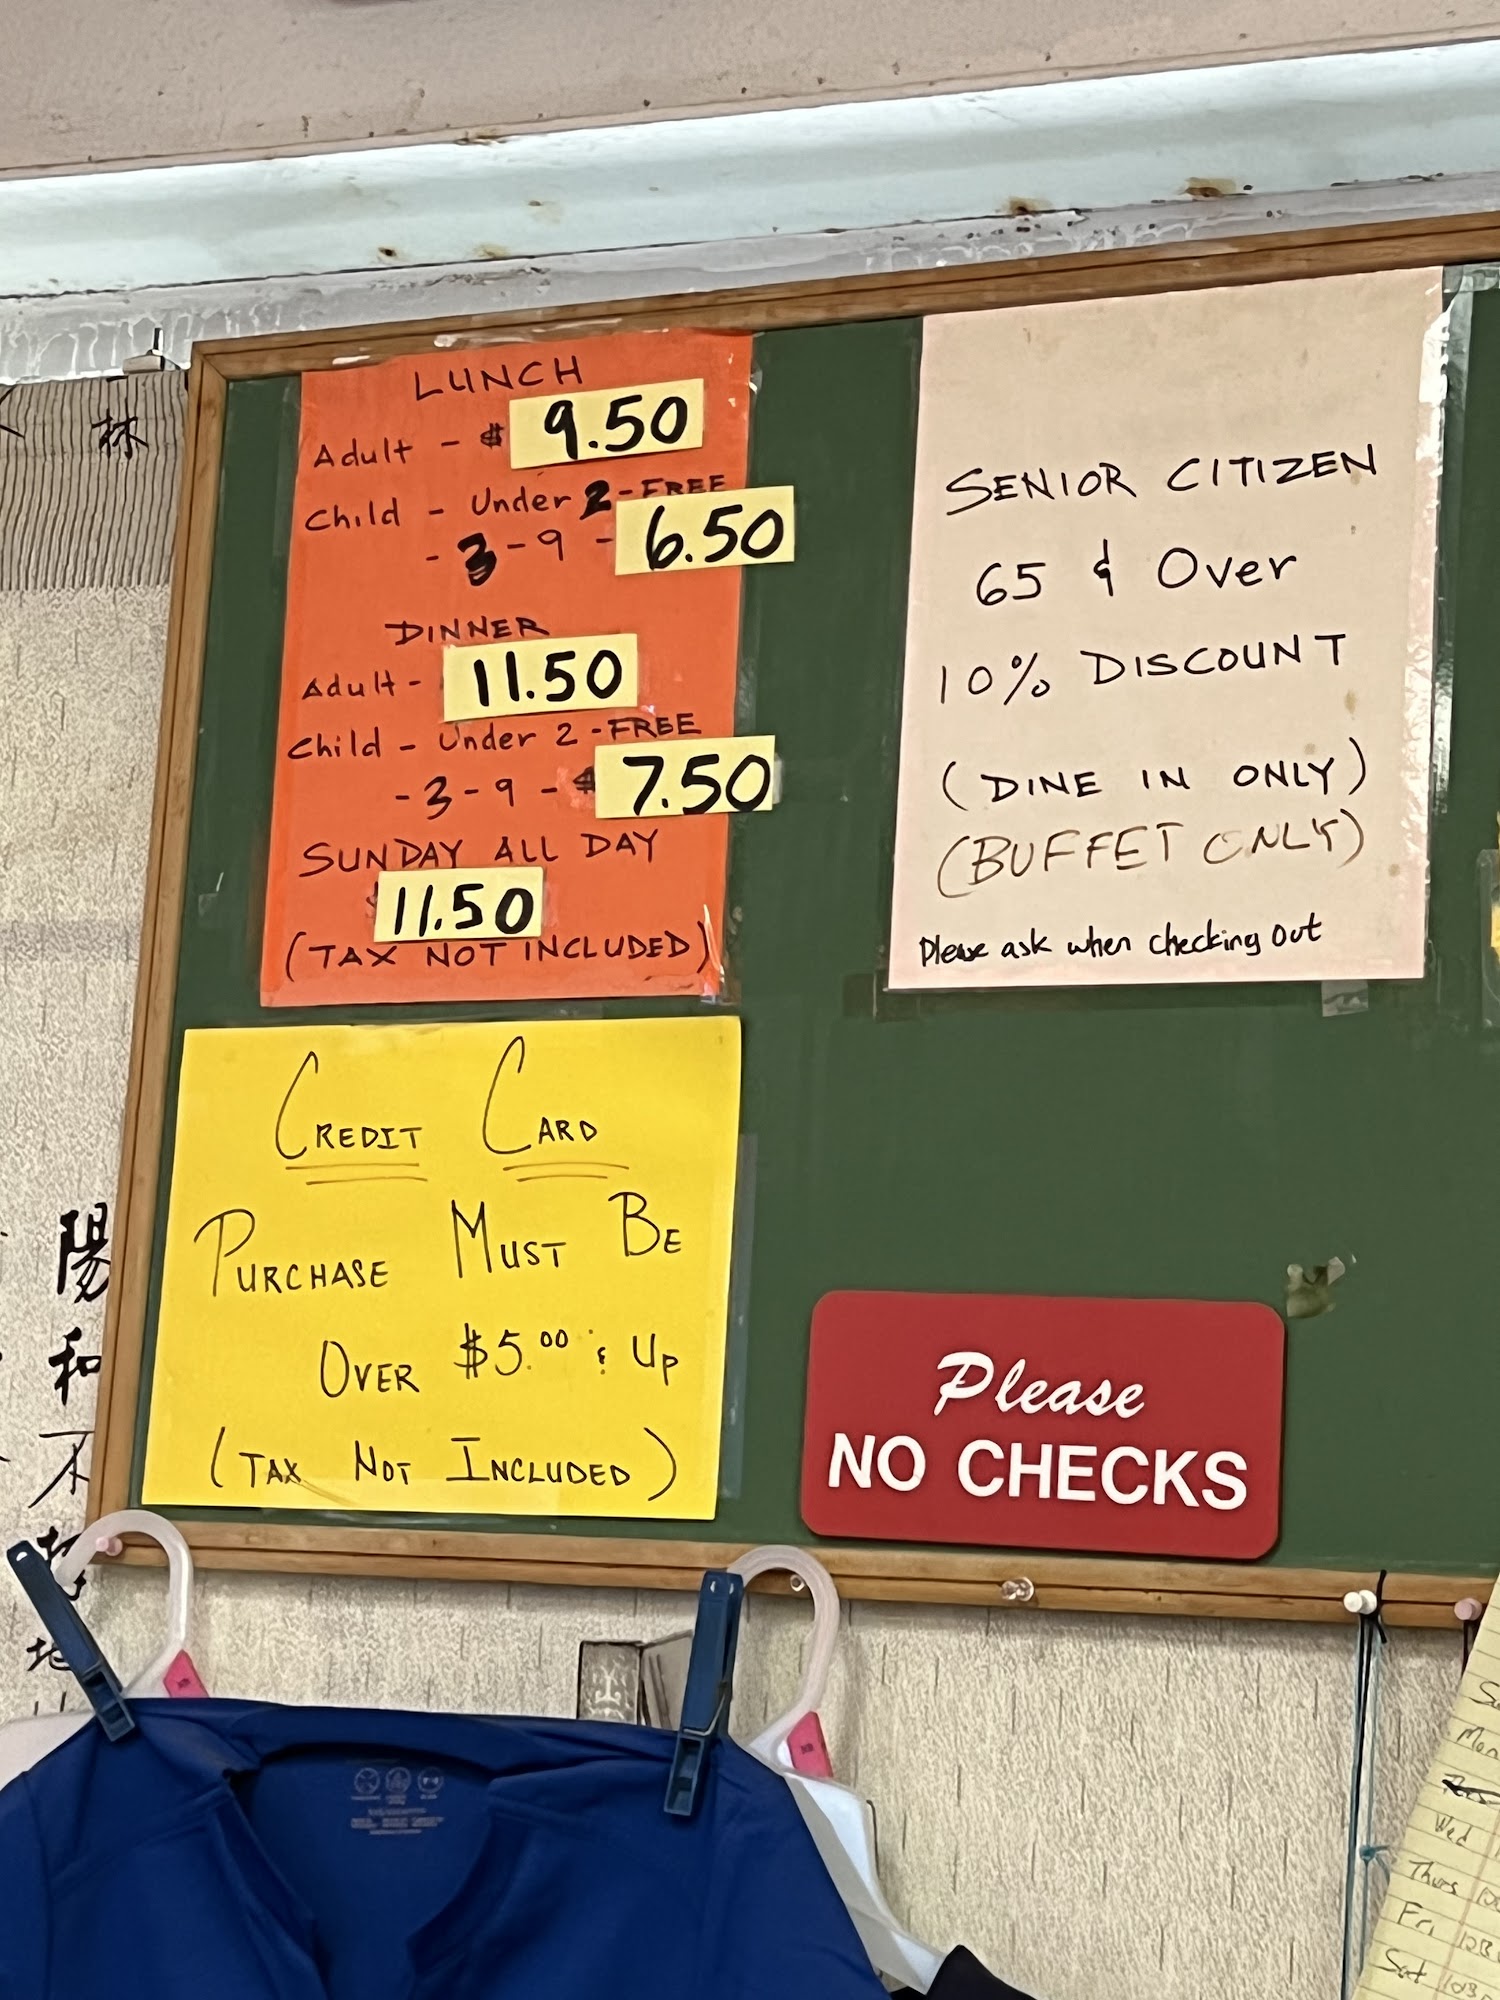 林
LUNCH
Adult - $ 9.50
Child - Under 2 - FREE
- 3 - 9 - 6.50
DINNER
Adult - 11.50
Child - Under 2 - FREE
- 3 - 9 - $ 7.50
SUNDAY ALL DAY
11.50
(TAX NOT INCLUDED)
SENIOR CITIZEN
65 & Over
10% DISCOUNT
(DINE IN ONLY)
(BUFFET ONLY)
Please ask when checking out
CREDIT CARD
PURCHASE MUST BE
OVER $5.00 & UP
(TAX NOT INCLUDED)
Please
NO CHECKS
陽
和
不
Mon
Wed
Thurs
Fri
Sat